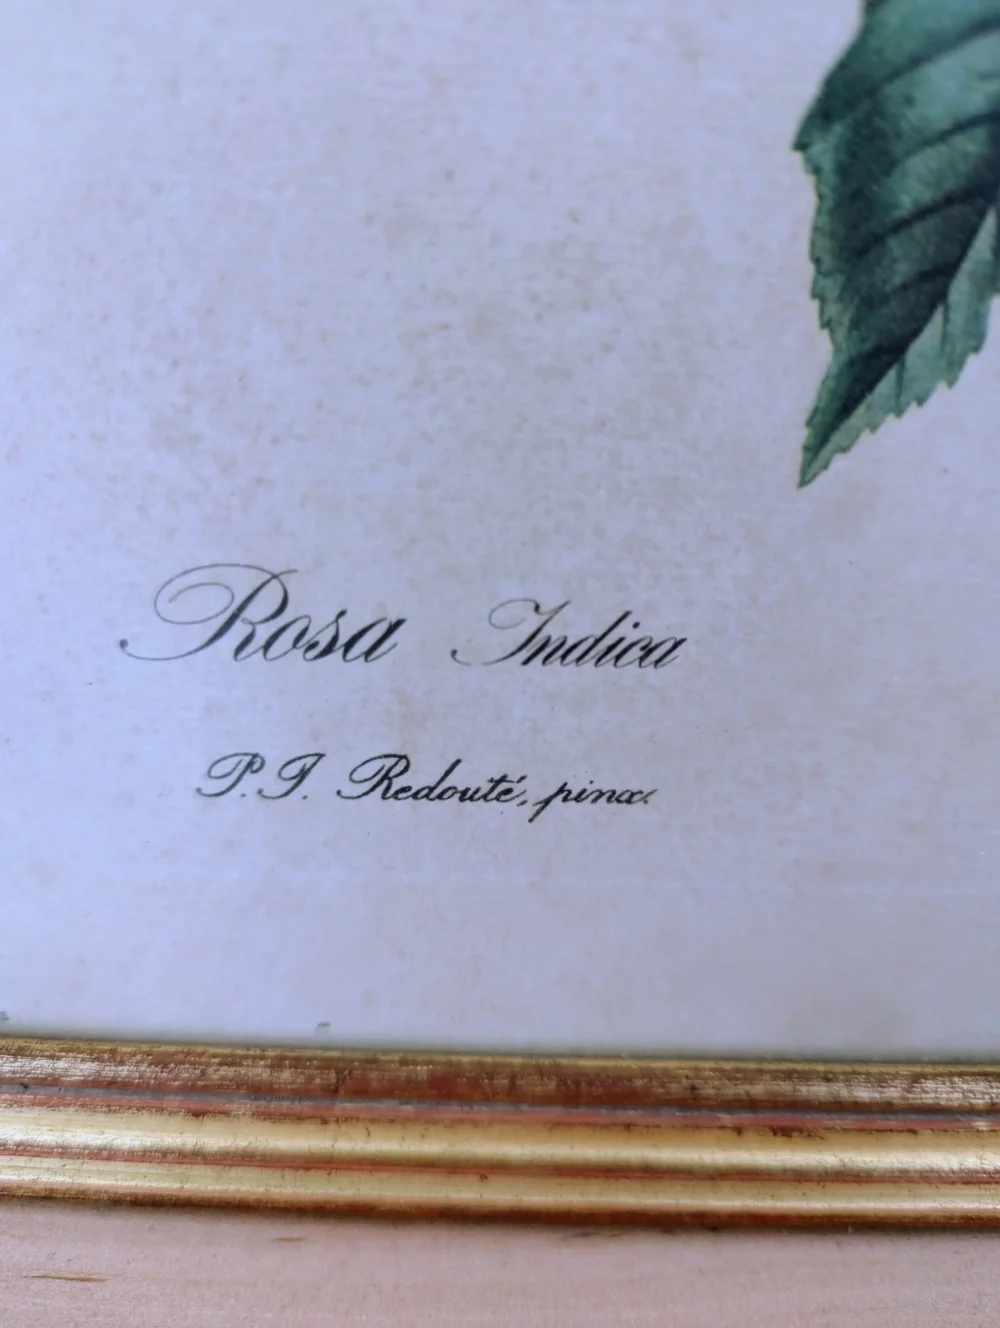 Rosa Indica
P. J. Redouté, pinx.